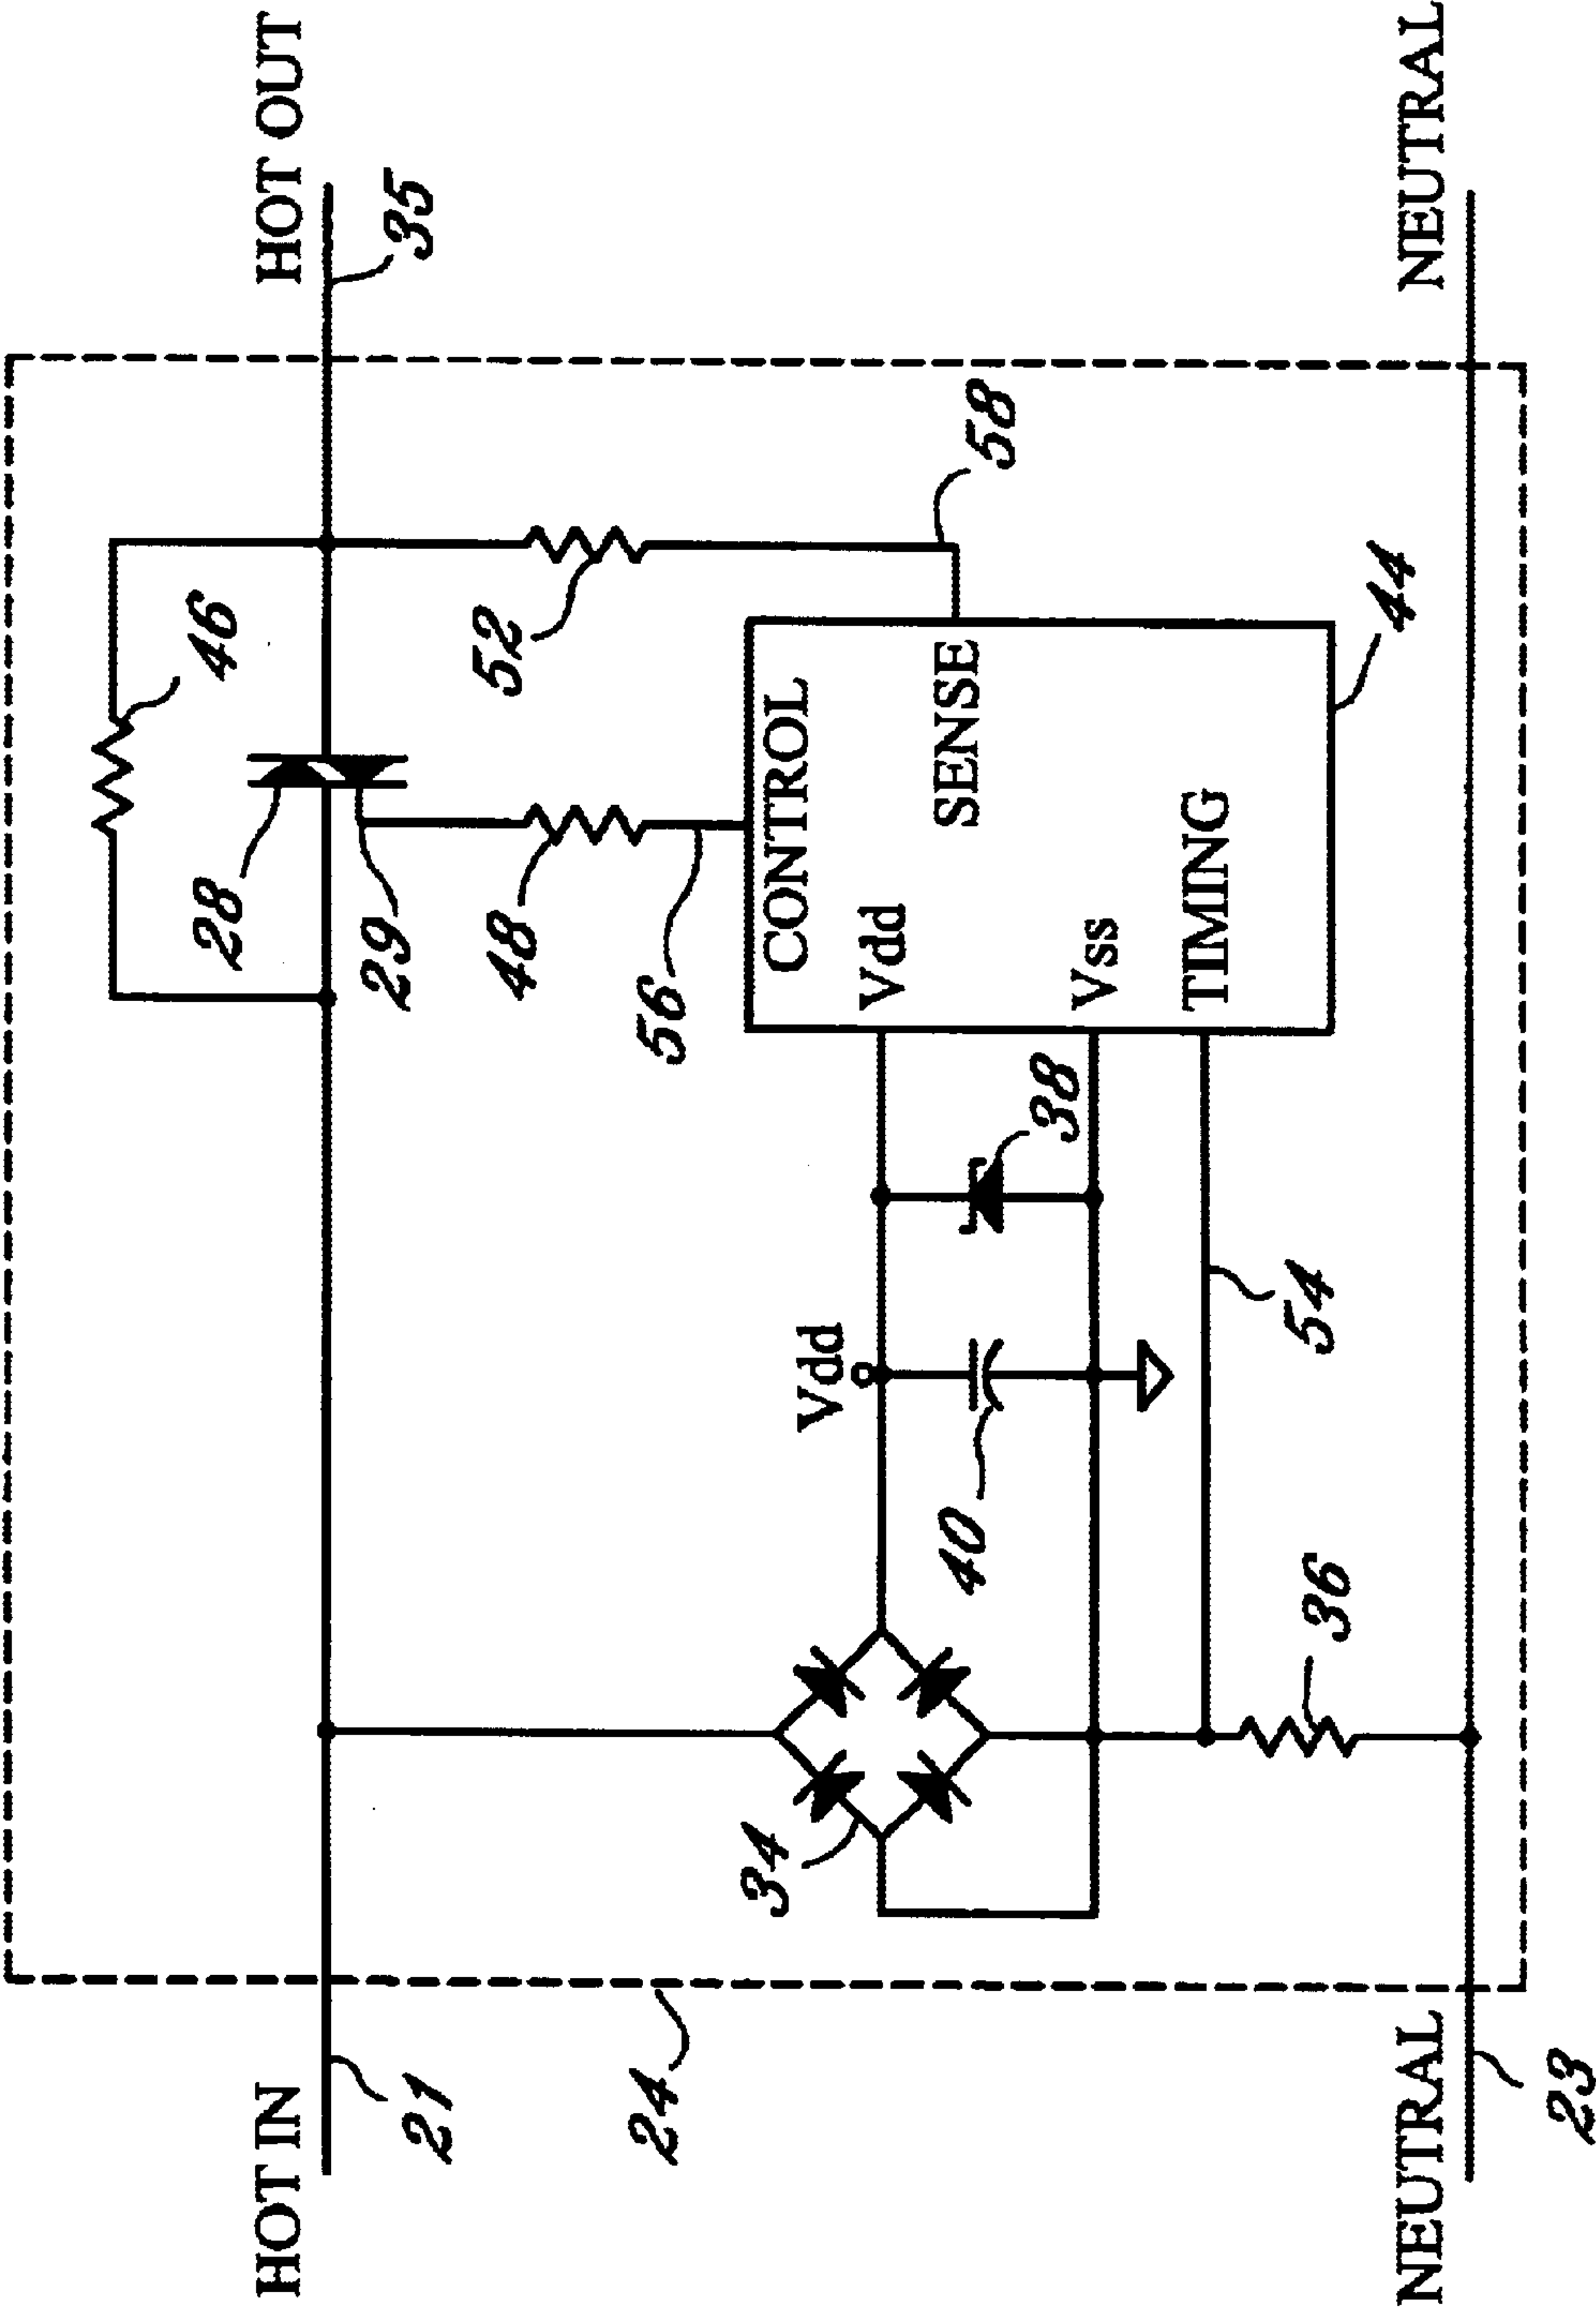 HOT IN
HOT OUT
21
35
24
46
28
29
48
52
56
58
CONTROL
Vdd
SENSE
Vss
TIMING
44
Vdd
38
40
34
54
36
NEUTRAL
NEUTRAL
23